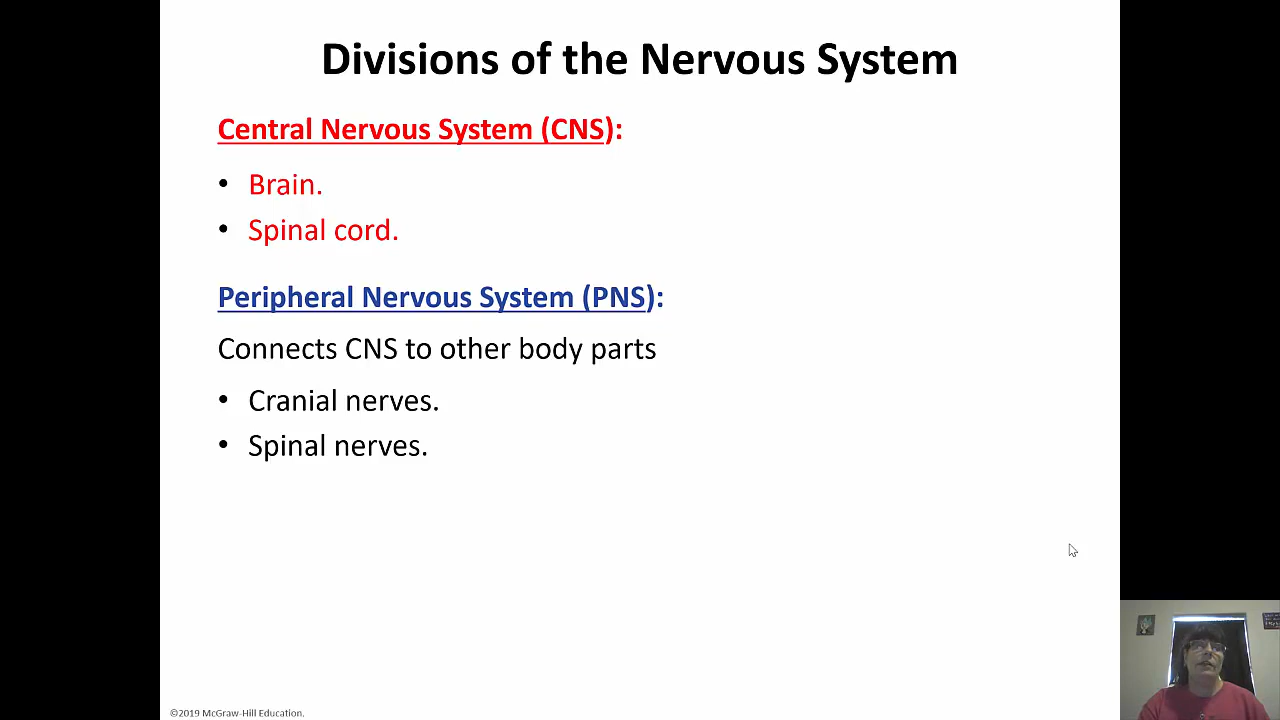 Divisions of the Nervous System
Central Nervous System (CNS):
• Brain.
• Spinal cord.
Peripheral Nervous System (PNS):
Connects CNS to other body parts
• Cranial nerves.
• Spinal nerves.
©2019 McGraw-Hill Education.